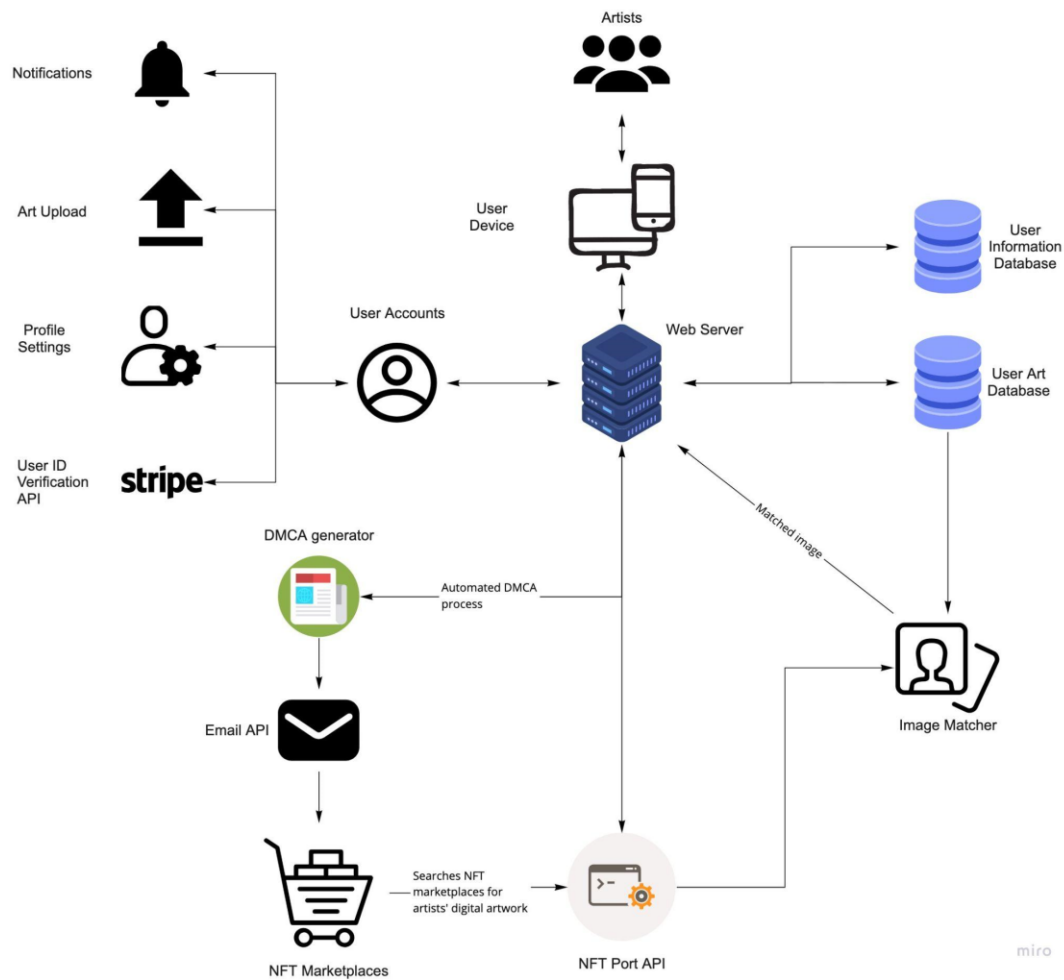 Artists
Notifications
Art Upload
User
Device
User
Information
Database
Profile
Settings
User Accounts
Web Server
User Art
Database
User ID
Verification
API
stripe
DMCA generator
Matched image
Automated DMCA
process
Email API
Image Matcher
Searches NFT
marketplaces for
artists' digital artwork
NFT Marketplaces
NFT Port API
miro